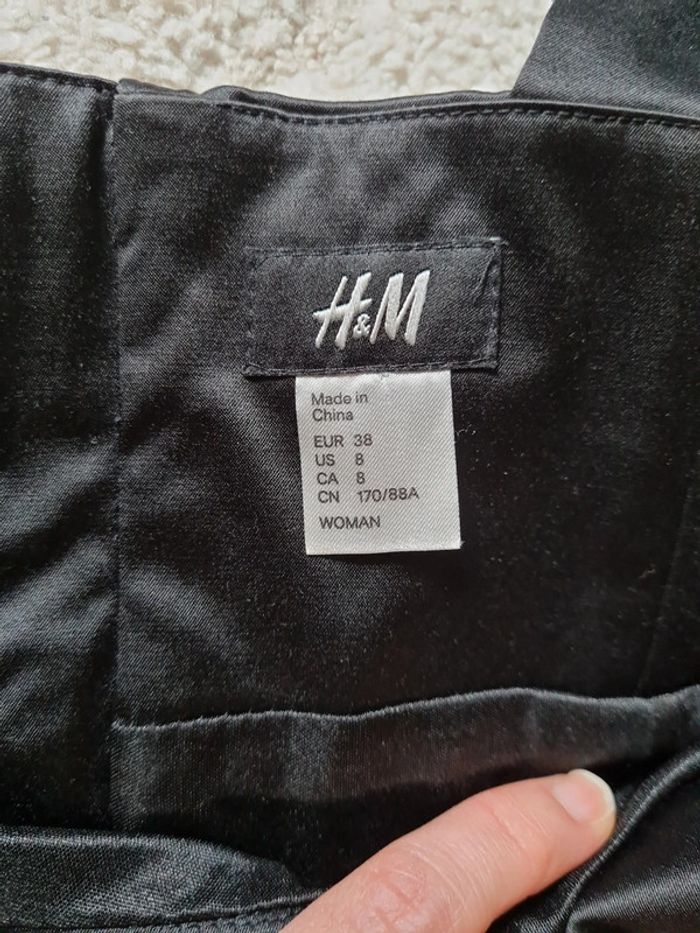 H&M
Made in
China
EUR 38
US 8
CA 8
CN 170/88A
WOMAN